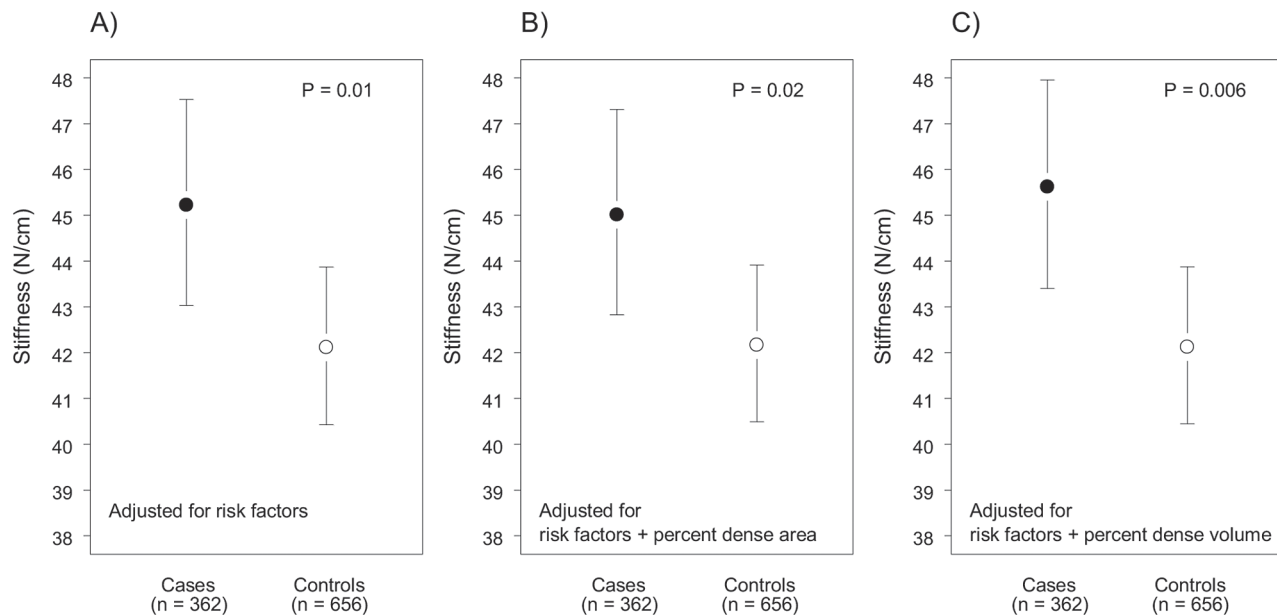 A)
Stiffness (N/cm)
48
47
46
45
44
43
42
41
40
39
38
P = 0.01
Adjusted for risk factors
Cases
(n = 362)
Controls
(n = 656)
B)
Stiffness (N/cm)
48
47
46
45
44
43
42
41
40
39
38
P = 0.02
Adjusted for
risk factors + percent dense area
Cases
(n = 362)
Controls
(n = 656)
C)
Stiffness (N/cm)
48
47
46
45
44
43
42
41
40
39
38
P = 0.006
Adjusted for
risk factors + percent dense volume
Cases
(n = 362)
Controls
(n = 656)